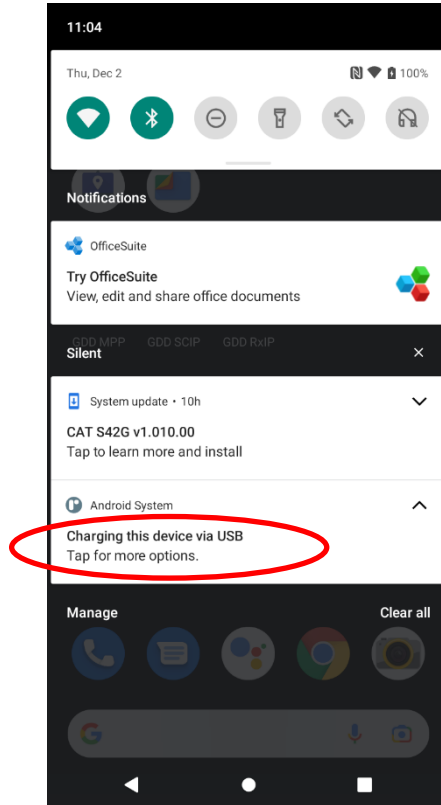 11:04
Thu, Dec 2
100%
Notifications
OfficeSuite
Try OfficeSuite
View, edit and share office documents
GDD MPP GDD SCIP GDD RxIP
Silent
System update • 10h
CAT S42G v1.010.00
Tap to learn more and install
Android System
Charging this device via USB
Tap for more options.
Manage Clear all